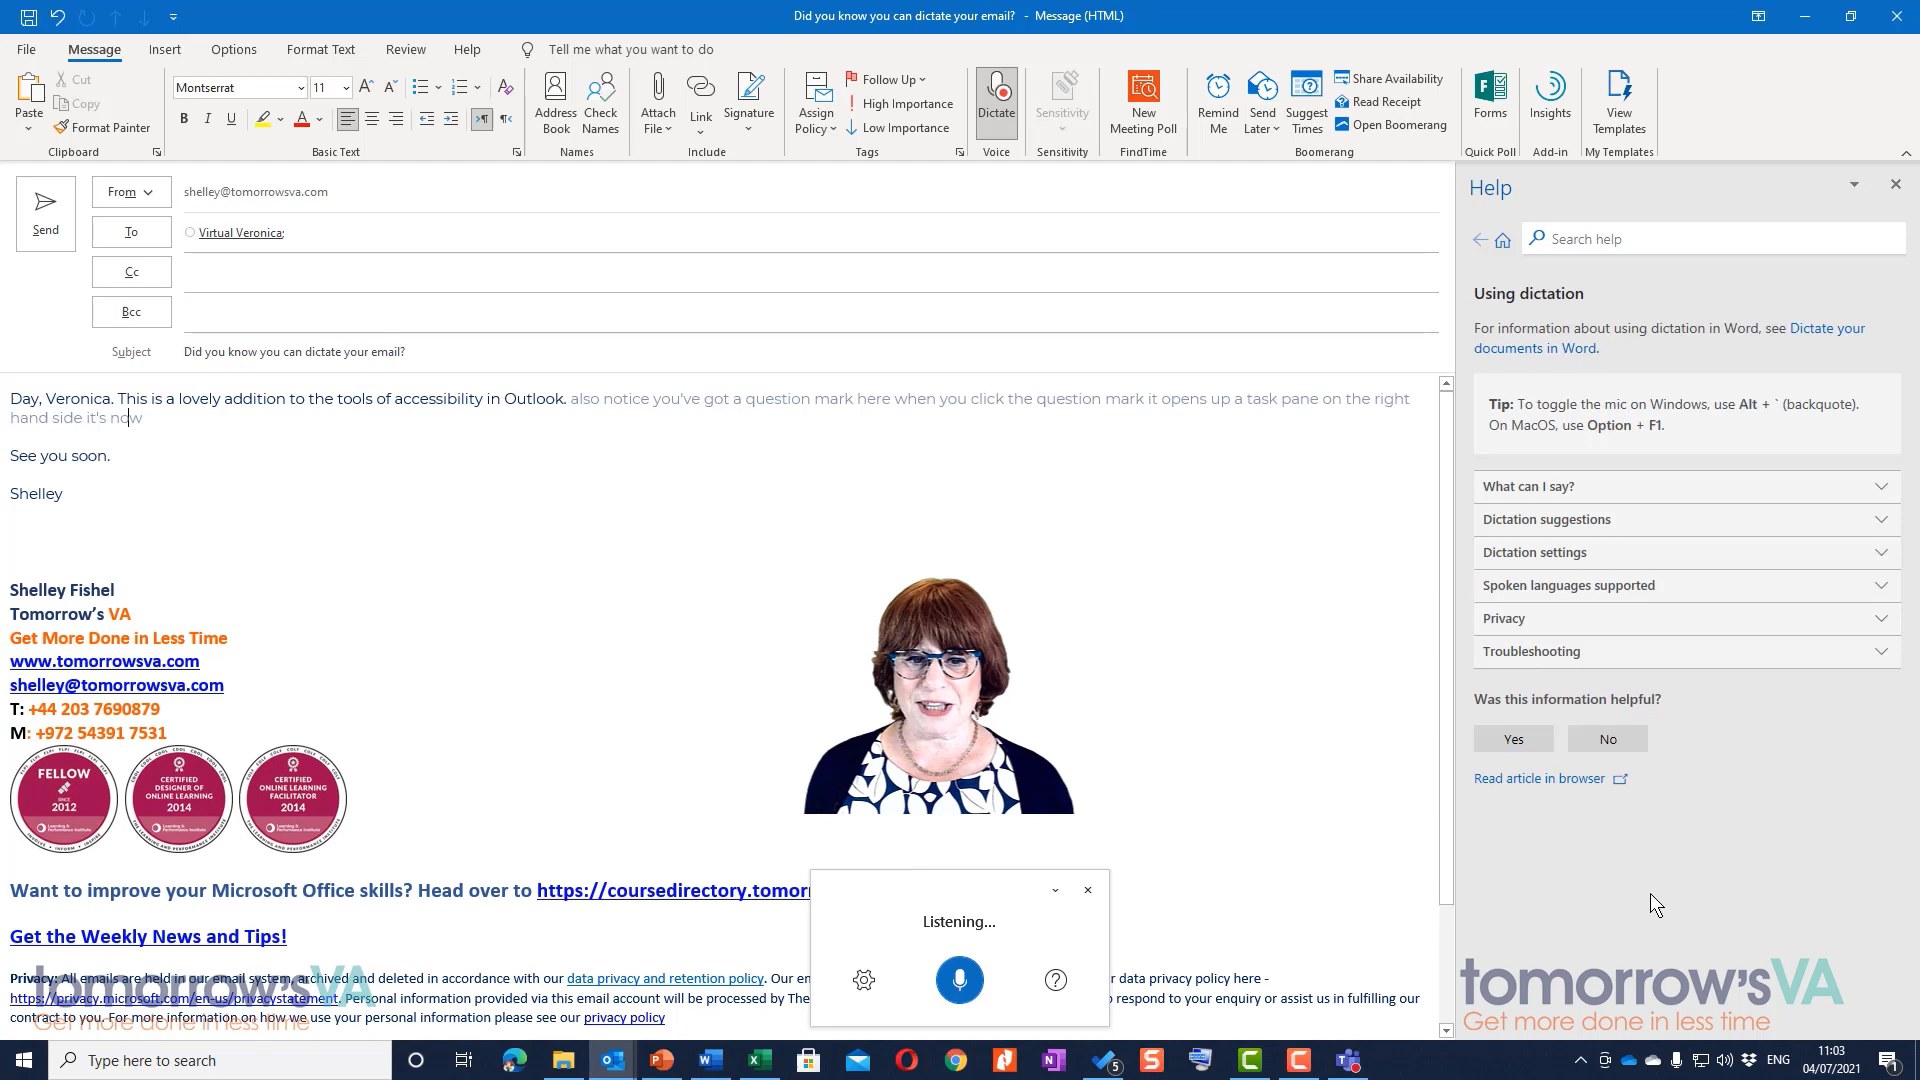 Did you know you can dictate your email? - Message (HTML)
File Message Insert Options Format Text Review Help Tell me what you want to do
Paste
Cut
Copy
Format Painter
Clipboard
Montserrat 11
B I U
Basic Text
Address Book
Check Names
Names
Attach File
Link
Signature
Include
Assign Policy
Follow Up
High Importance
Low Importance
Tags
Dictate
Voice
Sensitivity
Sensitivity
New Meeting Poll
FindTime
Remind Me
Send Later
Suggest Times
Share Availability
Read Receipt
Open Boomerang
Boomerang
Forms
Quick Poll
Insights
Add-in
View Templates
My Templates
Send
From shelley@tomorrowsva.com
To Virtual Veronica;
Cc
Bcc
Subject Did you know you can dictate your email?
Day, Veronica. This is a lovely addition to the tools of accessibility in Outlook. also notice you've got a question mark here when you click the question mark it opens up a task pane on the right
hand side it's now
See you soon.
Shelley
Shelley Fishel
Tomorrow's VA
Get More Done in Less Time
www.tomorrowsva.com
shelley@tomorrowsva.com
T: +44 203 7690879
M: +972 54391 7531
FELLOW SINCE 2012 Learning & Performance Institute
CERTIFIED DESIGNER OF ONLINE LEARNING 2014
CERTIFIED ONLINE LEARNING FACILITATOR 2014
Want to improve your Microsoft Office skills? Head over to https://coursedirectory.tomorr
Get the Weekly News and Tips!
Privacy: All emails are held in our email system, archived and deleted in accordance with our data privacy and retention policy. Our en r data privacy policy here -
https://privacy.microsoft.com/en-us/privacystatement. Personal information provided via this email account will be processed by The o respond to your enquiry or assist us in fulfilling our
contract to you. For more information on how we use your personal information please see our privacy policy
tomorrow'sVA
Get more done in less time
Listening...
Help
Search help
Using dictation
For information about using dictation in Word, see Dictate your
documents in Word.
Tip: To toggle the mic on Windows, use Alt + ` (backquote).
On MacOS, use Option + F1.
What can I say?
Dictation suggestions
Dictation settings
Spoken languages supported
Privacy
Troubleshooting
Was this information helpful?
Yes No
Read article in browser
tomorrow'sVA
Get more done in less time
Type here to search
5
ENG
11:03
04/07/2021
1